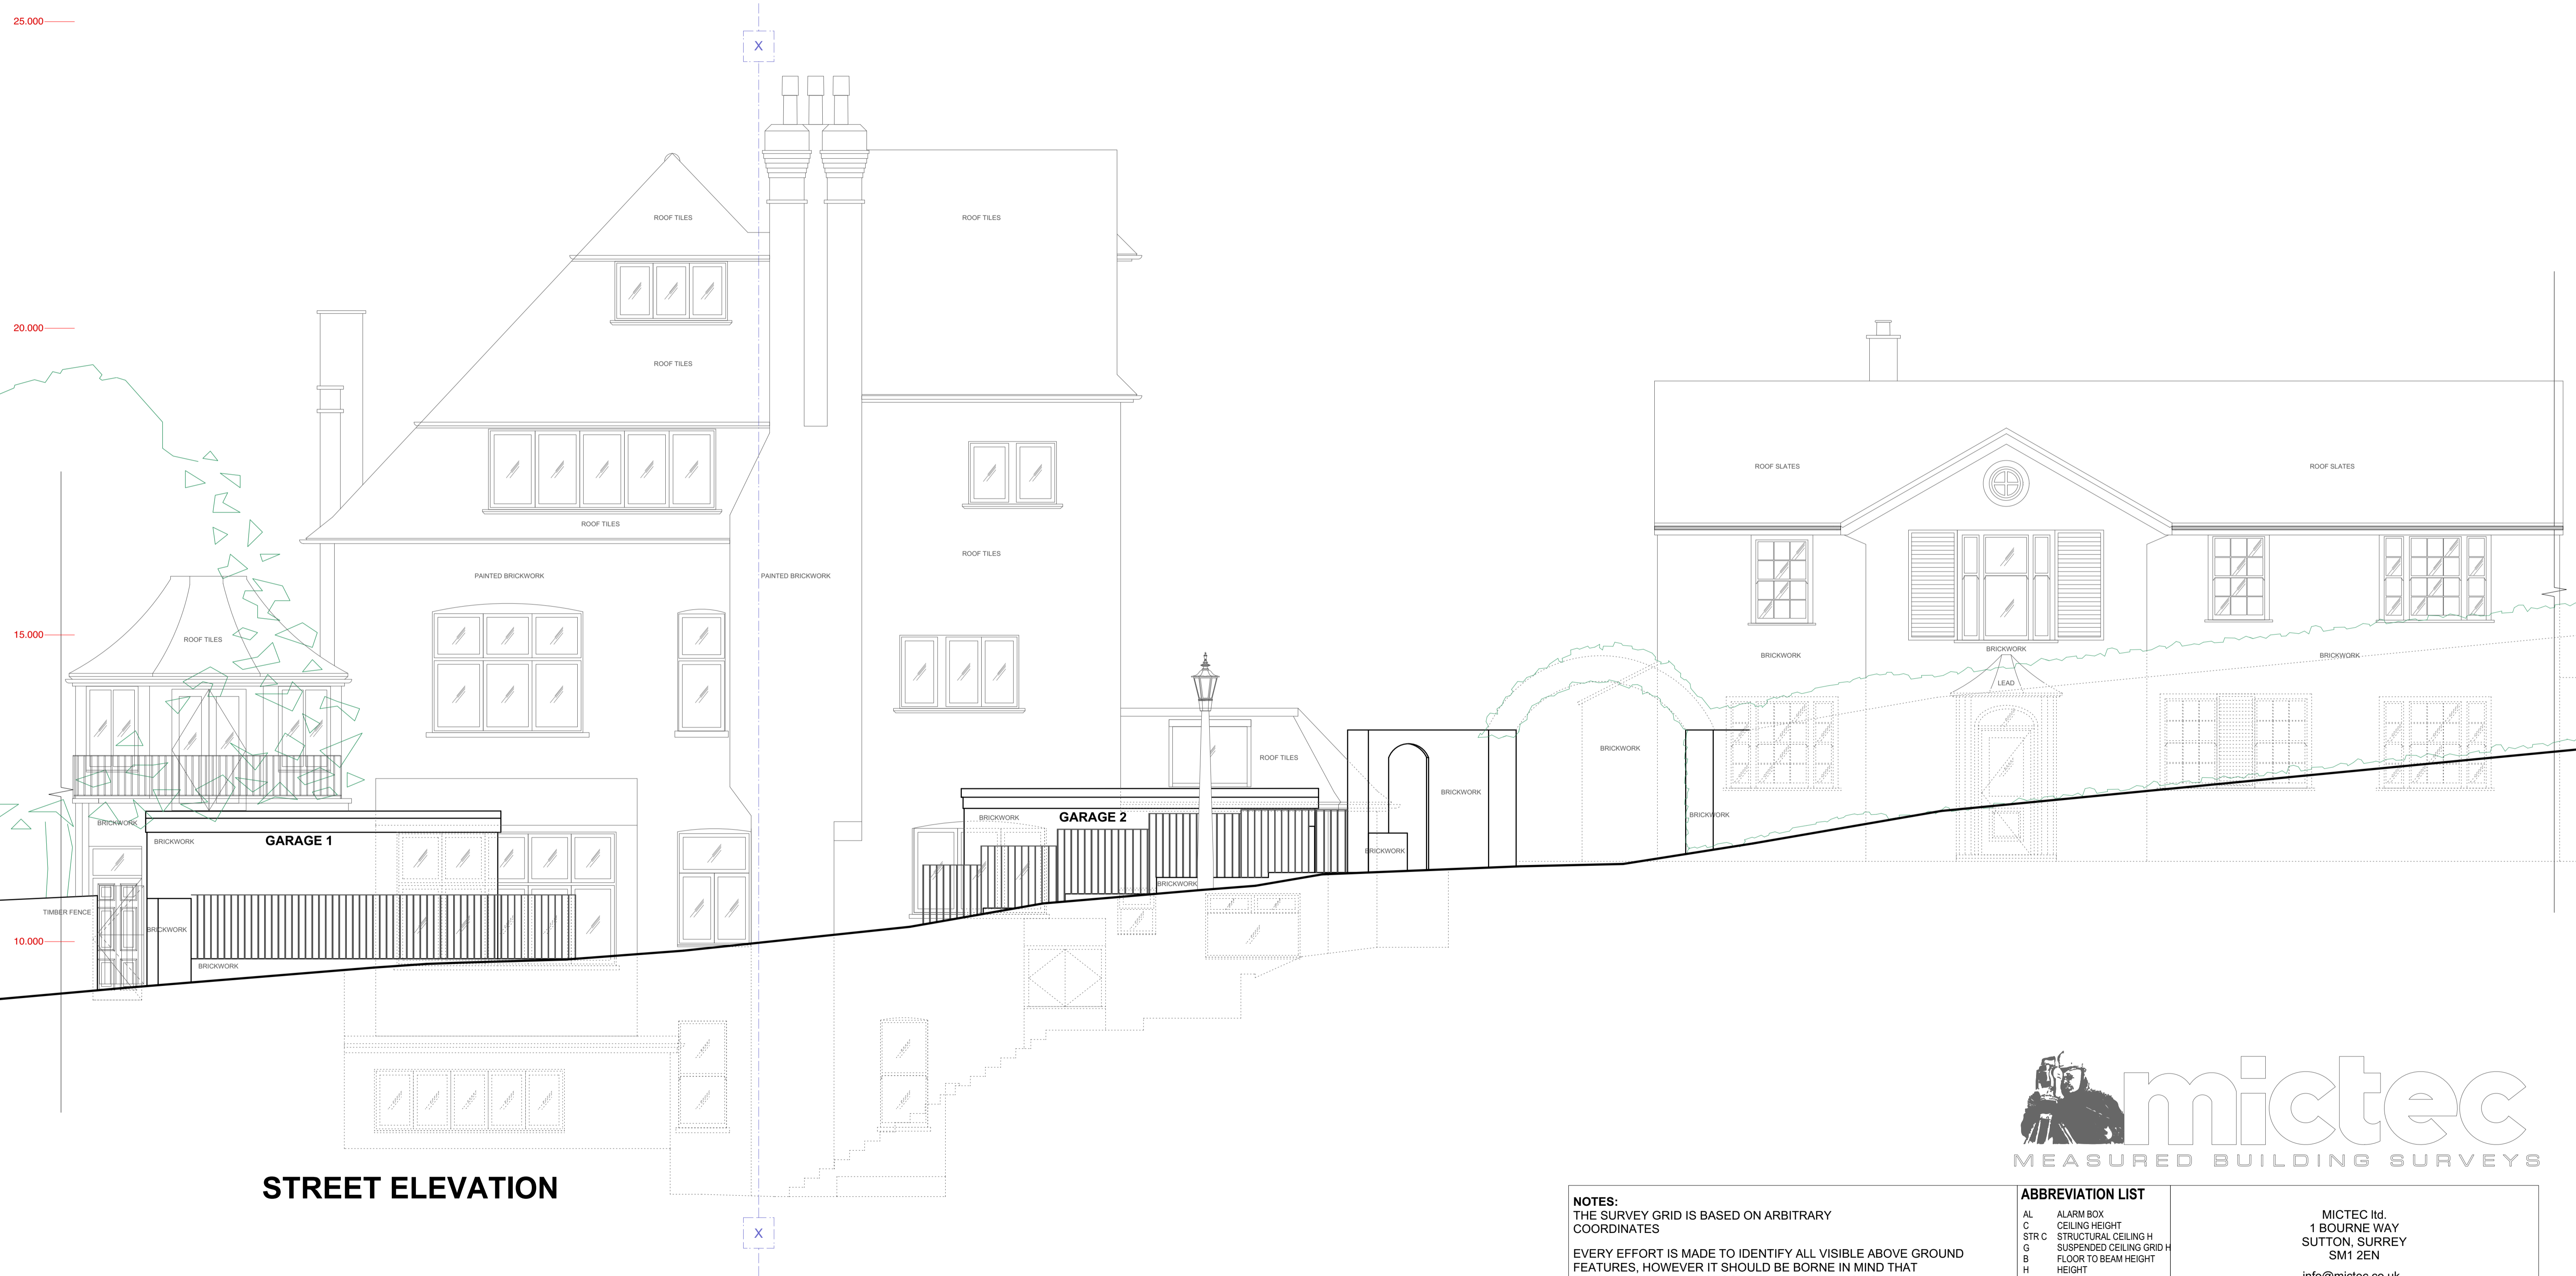 25.000
X
ROOF TILES
ROOF TILES
20.000
ROOF TILES
ROOF SLATES
ROOF SLATES
ROOF TILES
ROOF TILES
PAINTED BRICKWORK
PAINTED BRICKWORK
15.000
ROOF TILES
BRICKWORK
BRICKWORK
BRICKWORK
LEAD
BRICKWORK
ROOF TILES
BRICKWORK
BRICKWORK
BRICKWORK
GARAGE 2
BRICKWORK
BRICKWORK
GARAGE 1
BRICKWORK
BRICKWORK
TIMBER FENCE
BRICKWORK
10.000
BRICKWORK
mictec
MEASURED BUILDING SURVEYS
STREET ELEVATION
X
NOTES:
THE SURVEY GRID IS BASED ON ARBITRARY
COORDINATES
EVERY EFFORT IS MADE TO IDENTIFY ALL VISIBLE ABOVE GROUND
FEATURES, HOWEVER IT SHOULD BE BORNE IN MIND THAT
ABBREVIATION LIST
AL ALARM BOX
C CEILING HEIGHT
STR C STRUCTURAL CEILING H
G SUSPENDED CEILING GRID H
B FLOOR TO BEAM HEIGHT
H HEIGHT
MICTEC ltd.
1 BOURNE WAY
SUTTON, SURREY
SM1 2EN
info@mictec.co.uk